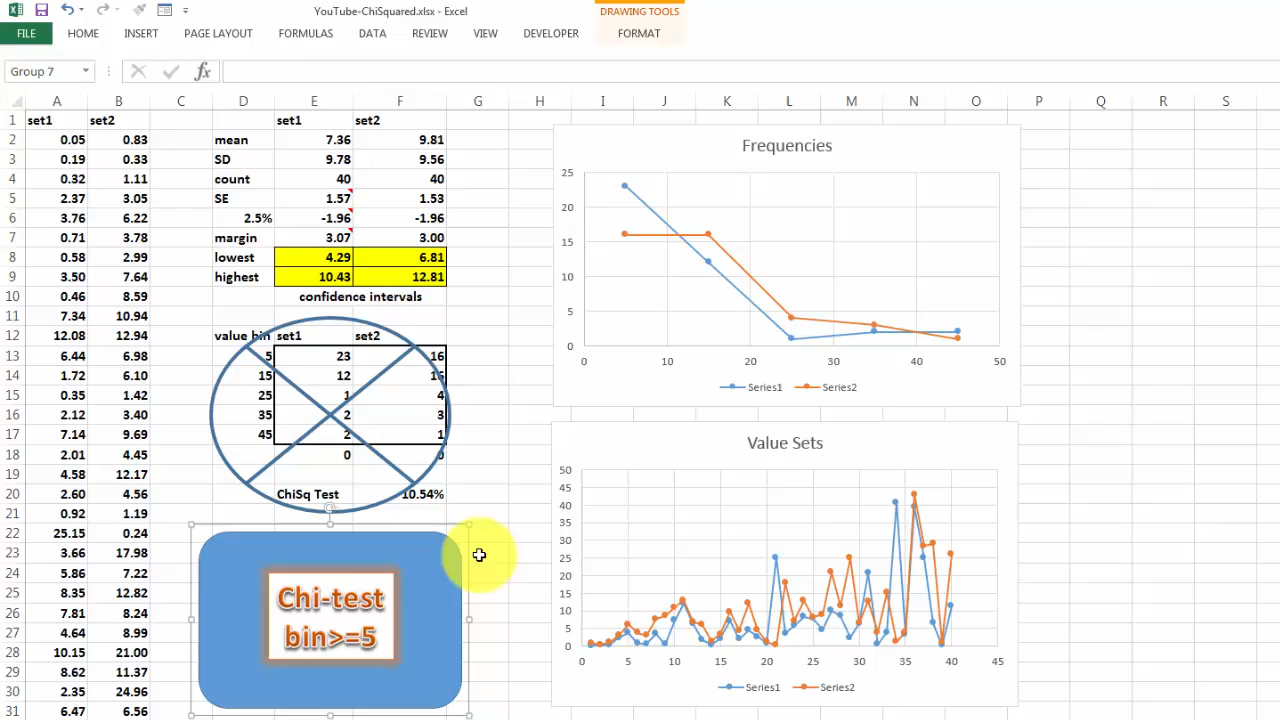 YouTube-ChiSquared.xlsx - Excel
DRAWING TOOLS
FILE HOME INSERT PAGE LAYOUT FORMULAS DATA REVIEW VIEW DEVELOPER FORMAT
Group 7 fx
A B C D E F G H I J K L M N O P Q R S
1 set1 set2 set1 set2
2 0.05 0.83 mean 7.36 9.81
3 0.19 0.33 SD 9.78 9.56
4 0.32 1.11 count 40 40
5 2.37 3.05 SE 1.57 1.53
6 3.76 6.22 2.5% -1.96 -1.96
7 0.71 3.78 margin 3.07 3.00
8 0.58 2.99 lowest 4.29 6.81
9 3.50 7.64 highest 10.43 12.81
10 0.46 8.59 confidence intervals
11 7.34 10.94
12 12.08 12.94 value bin set1 set2
13 6.44 6.98 5 23 16
14 1.72 6.10 15 12 16
15 0.35 1.42 25 1 4
16 2.12 3.40 35 2 3
17 7.14 9.69 45 2 1
18 2.01 4.45 0 0
19 4.58 12.17
20 2.60 4.56 ChiSq Test 10.54%
21 0.92 1.19
22 25.15 0.24
23 3.66 17.98
24 5.86 7.22
25 8.35 12.82
26 7.81 8.24
27 4.64 8.99
28 10.15 21.00
29 8.62 11.37
30 2.35 24.96
31 6.47 6.56
Chi-test
bin>=5
Frequencies
25
20
15
10
5
0
0 10 20 30 40 50
Series1 Series2
Value Sets
50
45
40
35
30
25
20
15
10
5
0
0 5 10 15 20 25 30 35 40 45
Series1 Series2